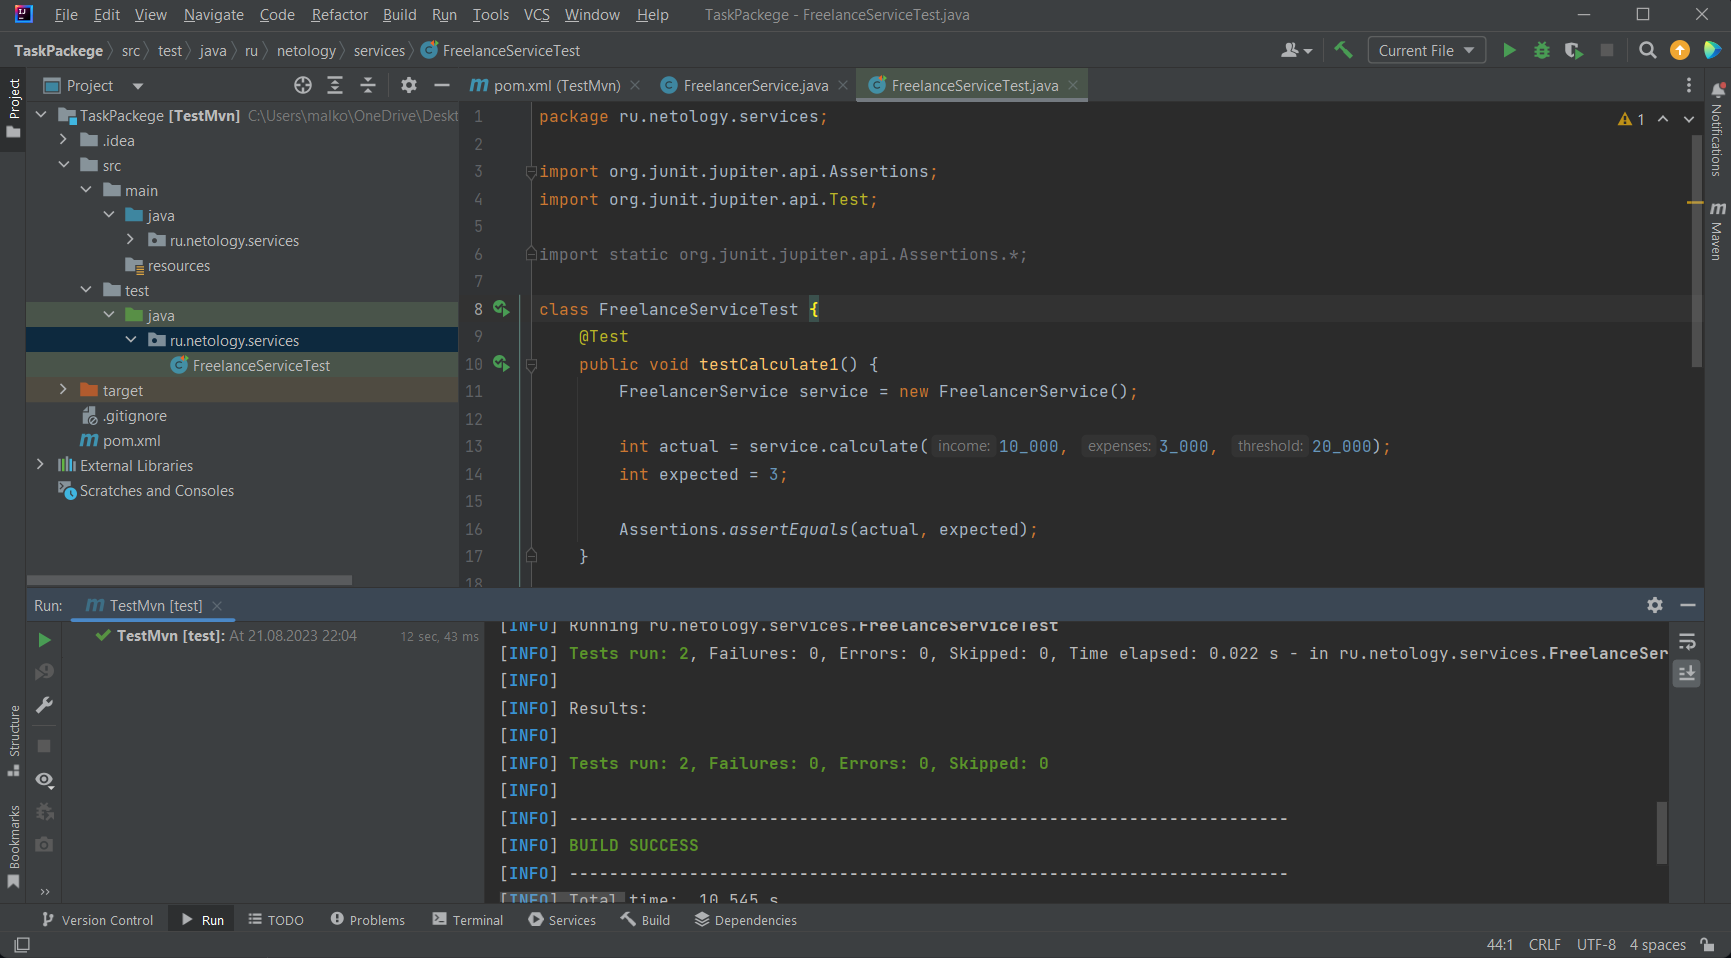 File Edit View Navigate Code Refactor Build Run Tools VCS Window Help TaskPackege - FreelanceServiceTest.java
TaskPackege src test java ru netology services FreelanceServiceTest Current File
Project
Project
pom.xml (TestMvn) FreelancerService.java FreelanceServiceTest.java
TaskPackege [TestMvn] C:\Users\malko\OneDrive\Deskt
.idea
src
main
java
ru.netology.services
resources
test
java
ru.netology.services
FreelanceServiceTest
target
.gitignore
pom.xml
External Libraries
Scratches and Consoles
1 package ru.netology.services;
2
3 import org.junit.jupiter.api.Assertions;
4 import org.junit.jupiter.api.Test;
5
6 import static org.junit.jupiter.api.Assertions.*;
7
8 class FreelanceServiceTest {
9 @Test
10 public void testCalculate1() {
11 FreelancerService service = new FreelancerService();
12
13 int actual = service.calculate( income: 10_000, expenses: 3_000, threshold: 20_000);
14 int expected = 3;
15
16 Assertions.assertEquals(actual, expected);
17 }
18
1
Notifications
Maven
Run: TestMvn [test]
TestMvn [test]: At 21.08.2023 22:04 12 sec, 43 ms
[INFO] Running ru.netology.services.FreelanceServiceTest
[INFO] Tests run: 2, Failures: 0, Errors: 0, Skipped: 0, Time elapsed: 0.022 s - in ru.netology.services.FreelanceSer
[INFO]
[INFO] Results:
[INFO]
[INFO] Tests run: 2, Failures: 0, Errors: 0, Skipped: 0
[INFO]
[INFO] ------------------------------------------------------------------------
[INFO] BUILD SUCCESS
[INFO] ------------------------------------------------------------------------
[INFO] Total time: 10.545 s
Structure
Bookmarks
Version Control Run TODO Problems Terminal Services Build Dependencies
44:1 CRLF UTF-8 4 spaces